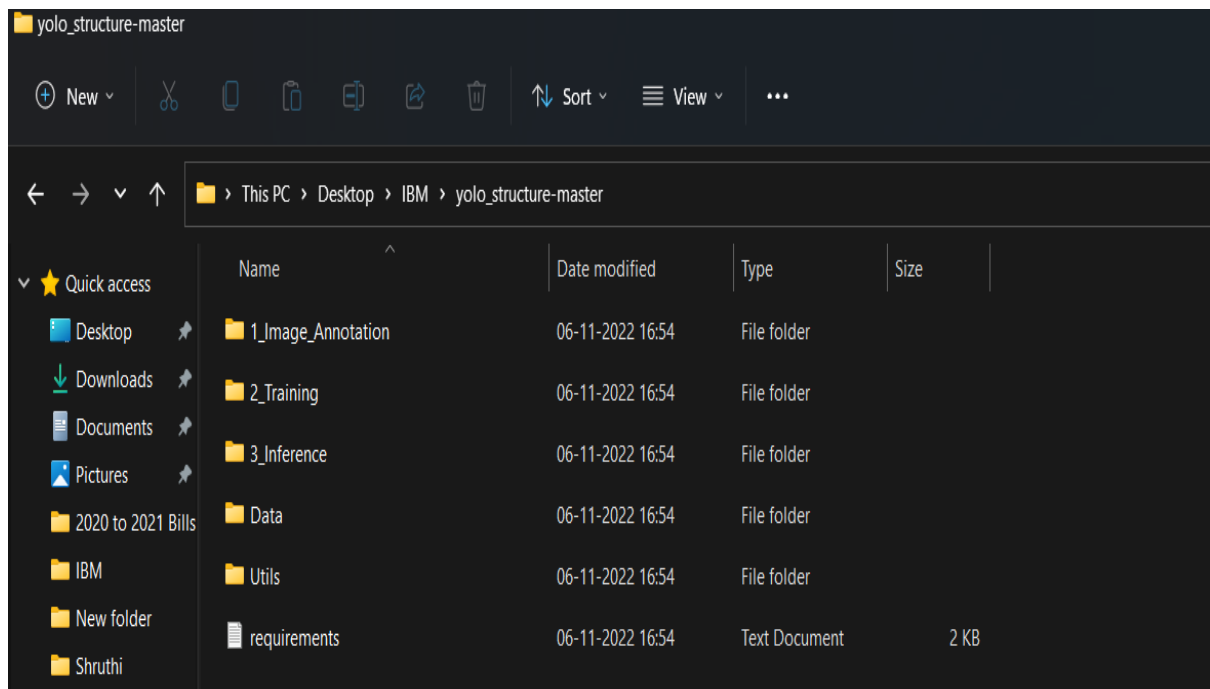 yolo_structure-master
New Sort View
This PC > Desktop > IBM > yolo_structure-master
Name Date modified Type Size
Quick access
Desktop
Downloads
Documents
Pictures
2020 to 2021 Bills
IBM
New folder
Shruthi
1_Image_Annotation 06-11-2022 16:54 File folder
2_Training 06-11-2022 16:54 File folder
3_Inference 06-11-2022 16:54 File folder
Data 06-11-2022 16:54 File folder
Utils 06-11-2022 16:54 File folder
requirements 06-11-2022 16:54 Text Document 2 KB